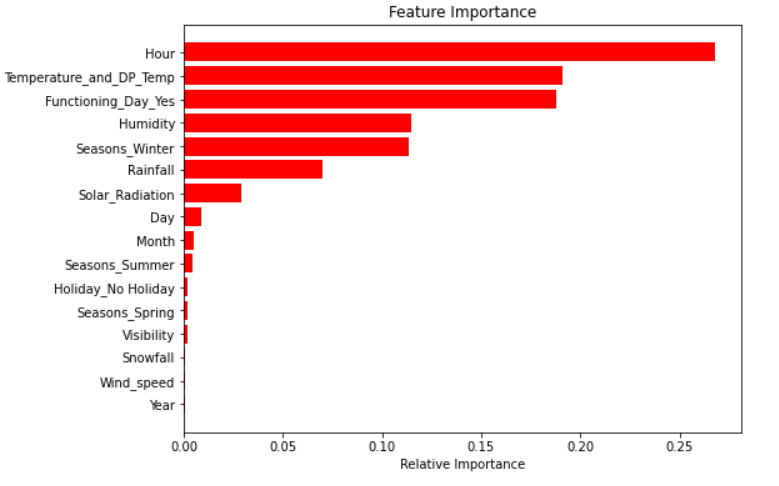 Feature Importance
Hour
Temperature_and_DP_Temp
Functioning_Day_Yes
Humidity
Seasons_Winter
Rainfall
Solar_Radiation
Day
Month
Seasons_Summer
Holiday_No Holiday
Seasons_Spring
Visibility
Snowfall
Wind_speed
Year
0.00 0.05 0.10 0.15 0.20 0.25
Relative Importance